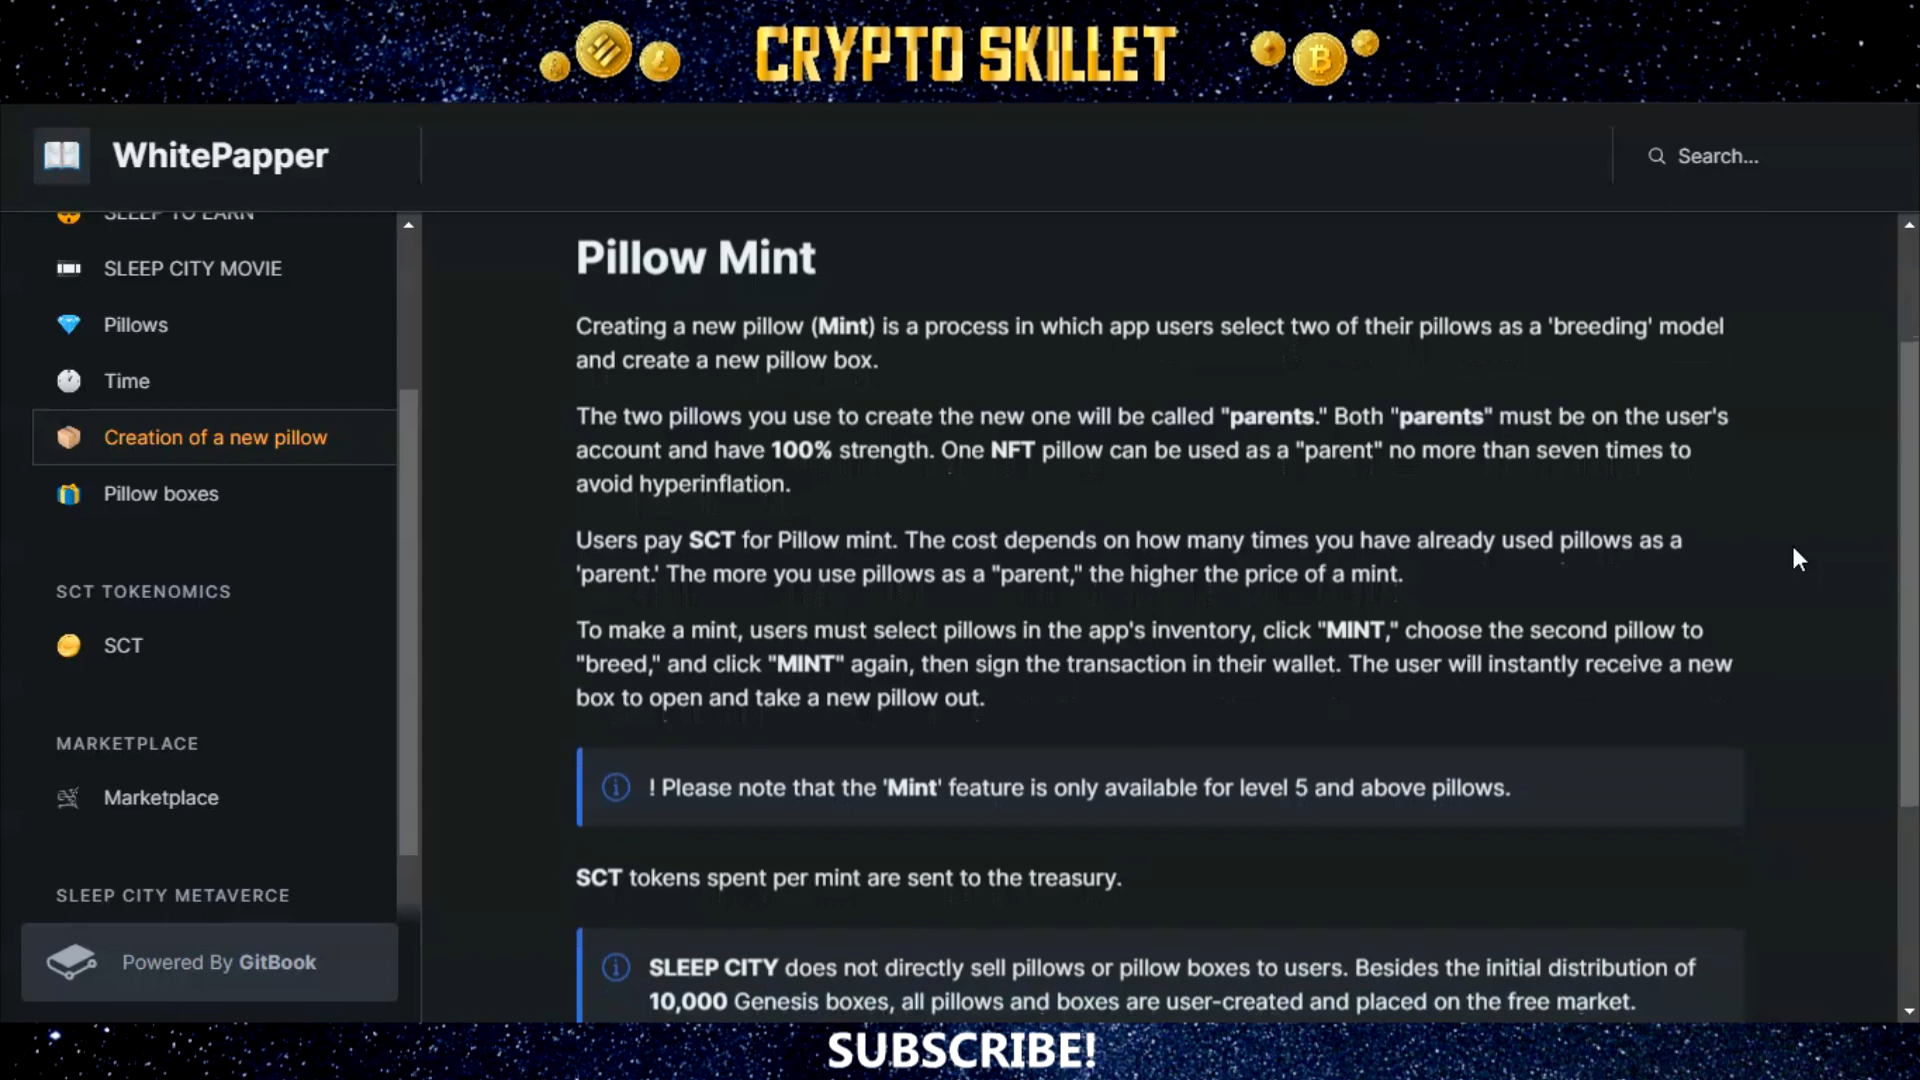 CRYPTO SKILLET
WhitePapper
Search...
SLEEP TO EARN
SLEEP CITY MOVIE
Pillows
Time
Creation of a new pillow
Pillow boxes
SCT TOKENOMICS
SCT
MARKETPLACE
Marketplace
SLEEP CITY METAVERCE
Powered By GitBook
Pillow Mint
Creating a new pillow (Mint) is a process in which app users select two of their pillows as a 'breeding' model
and create a new pillow box.
The two pillows you use to create the new one will be called "parents." Both "parents" must be on the user's
account and have 100% strength. One NFT pillow can be used as a "parent" no more than seven times to
avoid hyperinflation.
Users pay SCT for Pillow mint. The cost depends on how many times you have already used pillows as a
'parent.' The more you use pillows as a "parent," the higher the price of a mint.
To make a mint, users must select pillows in the app's inventory, click "MINT," choose the second pillow to
"breed," and click "MINT" again, then sign the transaction in their wallet. The user will instantly receive a new
box to open and take a new pillow out.
! Please note that the 'Mint' feature is only available for level 5 and above pillows.
SCT tokens spent per mint are sent to the treasury.
SLEEP CITY does not directly sell pillows or pillow boxes to users. Besides the initial distribution of
10,000 Genesis boxes, all pillows and boxes are user-created and placed on the free market.
SUBSCRIBE!